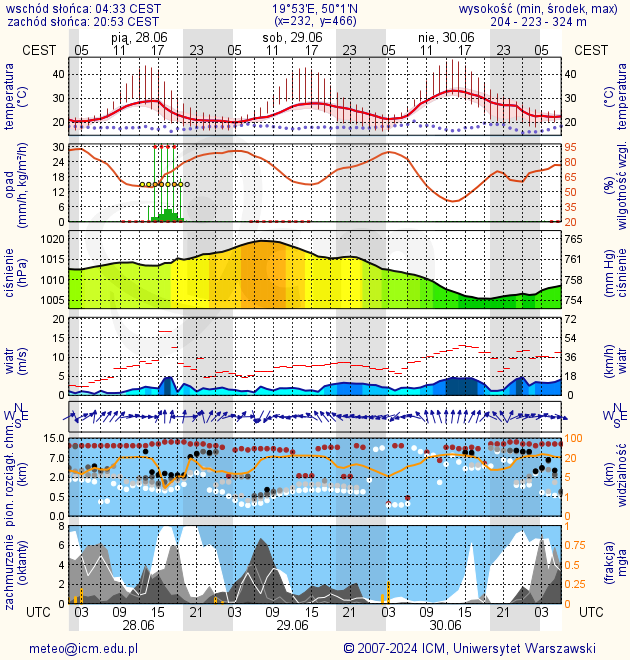 wschód słońca: 04:33 CEST 19°53'E, 50°1'N wysokość (min, środek, max)
zachód słońca: 20:53 CEST (x=232, y=466) 204 - 223 - 324 m
pią, 28.06 sob, 29.06 nie, 30.06
CEST 05 11 17 23 05 11 17 23 05 11 17 23 05 CEST
temperatura (°C)
40
30
20
40
30
20
temperatura (°C)
opad (mm/h, kg/m²/h)
30
24
18
12
6
0
95
80
65
50
35
20
(%) wilgotność wzgl.
ciśnienie (hPa)
1020
1015
1010
1005
765
761
758
754
(mm Hg) ciśnienie
wiatr (m/s)
20
15
10
5
0
72
54
36
18
0
(km/h) wiatr
N
W E
S
N
W E
S
pion. rozciągł. chm. (km)
15.0
7.0
2.0
0.5
0.0
100
20
5
1
0
(km) widzialność
zachmurzenie (oktanty)
8
6
4
2
0
1
0.75
0.5
0.25
0
(frakcja) mgła
UTC 03 09 15 21 03 09 15 21 03 09 15 21 03 UTC
28.06 29.06 30.06
meteo@icm.edu.pl © 2007-2024 ICM, Uniwersytet Warszawski